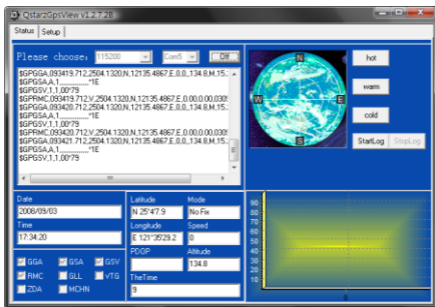 QstarzGpsView v1.2.7.2B
Status Setup
Please choose: 115200 Com5 Off
$GPGGA,093419.712,2504.1320,N,12135.4867,E,0,0,,134.8,M,15.
$GPGSA,A,1,,,,,,,,,,,,,,,*1E
$GPGSV,1,1,00*79
$GPRMC,093419.712,V,2504.1320,N,12135.4867,E,0.00,0.00,0309
$GPGGA,093420.712,2504.1320,N,12135.4867,E,0,0,,134.8,M,15.
$GPGSA,A,1,,,,,,,,,,,,,,,*1E
$GPGSV,1,1,00*79
$GPRMC,093420.712,V,2504.1320,N,12135.4867,E,0.00,0.00,0309
$GPGGA,093421.712,2504.1320,N,12135.4867,E,0,0,,134.8,M,15.
$GPGSA,A,1,,,,,,,,,,,,,,,*1E
$GPGSV,1,1,00*79
N
W E
S
hot
warm
cold
StartLog StopLog
Date
2008/09/03
Time
17:34:20
GGA GSA GSV
RMC GLL VTG
ZDA MCHN
Latitude Mode
N 25°4'7.9 No Fix
Longitude Speed
E 121°35'29.2 0
PDGP Altitude
134.8
TheTime
9
90
80
70
60
50
40
30
20
10
0